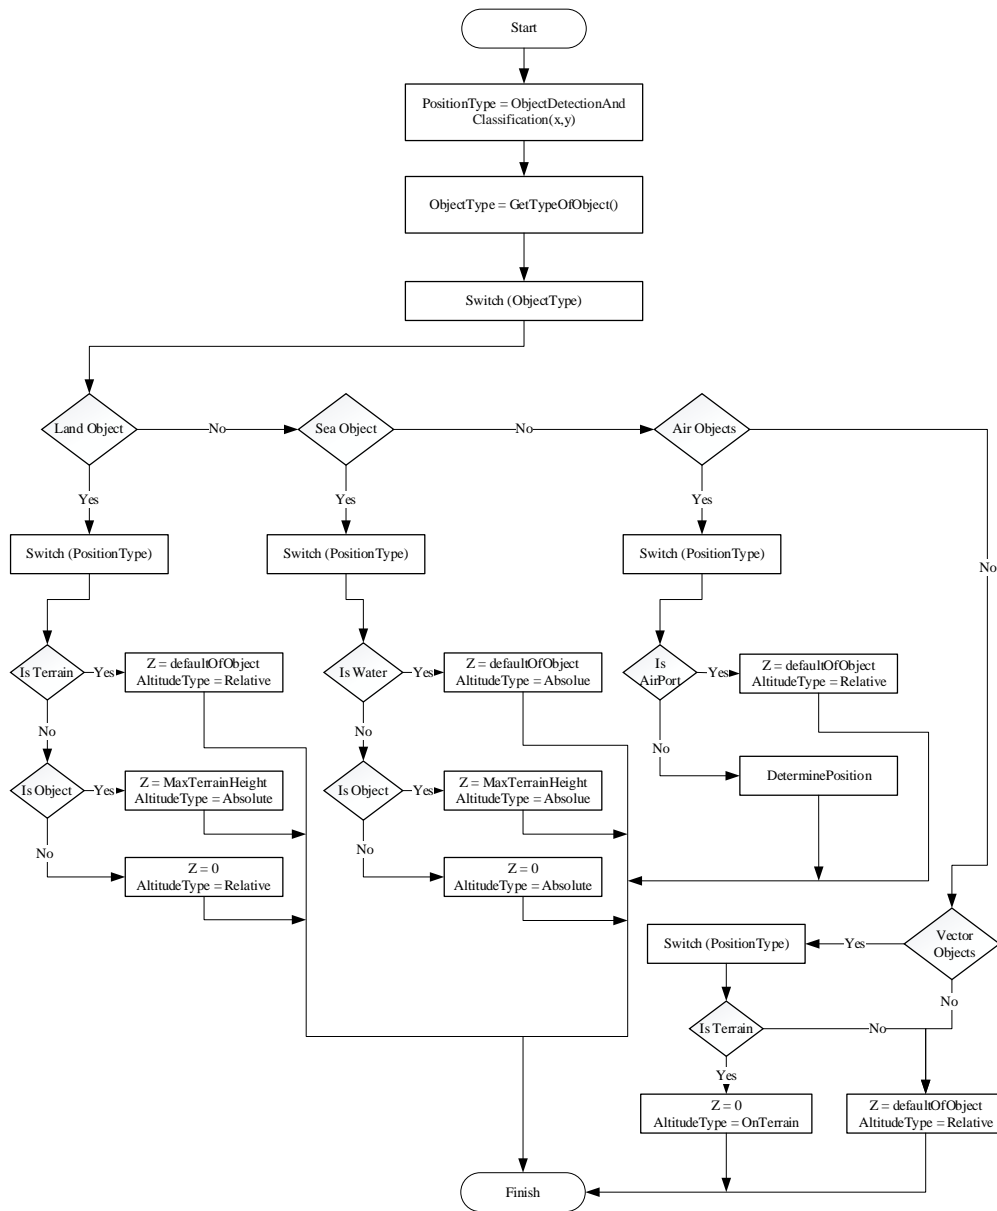 Start
PositionType = ObjectDetectionAnd
Classification(x,y)
ObjectType = GetTypeOfObject()
Switch (ObjectType)
Land Object
No
Sea Object
No
Air Objects
Yes
Yes
Yes
Switch (PositionType)
Switch (PositionType)
Switch (PositionType)
No
Is Terrain
Yes
Z = defaultOfObject
AltitudeType = Relative
Is Water
Yes
Z = defaultOfObject
AltitudeType = Absolue
Is
AirPort
Yes
Z = defaultOfObject
AltitudeType = Relative
No
No
No
Is Object
Yes
Z = MaxTerrainHeight
AltitudeType = Absolute
Is Object
Yes
Z = MaxTerrainHeight
AltitudeType = Absolue
DeterminePosition
No
No
Z = 0
AltitudeType = Relative
Z = 0
AltitudeType = Absolute
Switch (PositionType)
Yes
Vector
Objects
No
Is Terrain
No
Yes
Z = 0
AltitudeType = OnTerrain
Z = defaultOfObject
AltitudeType = Relative
Finish